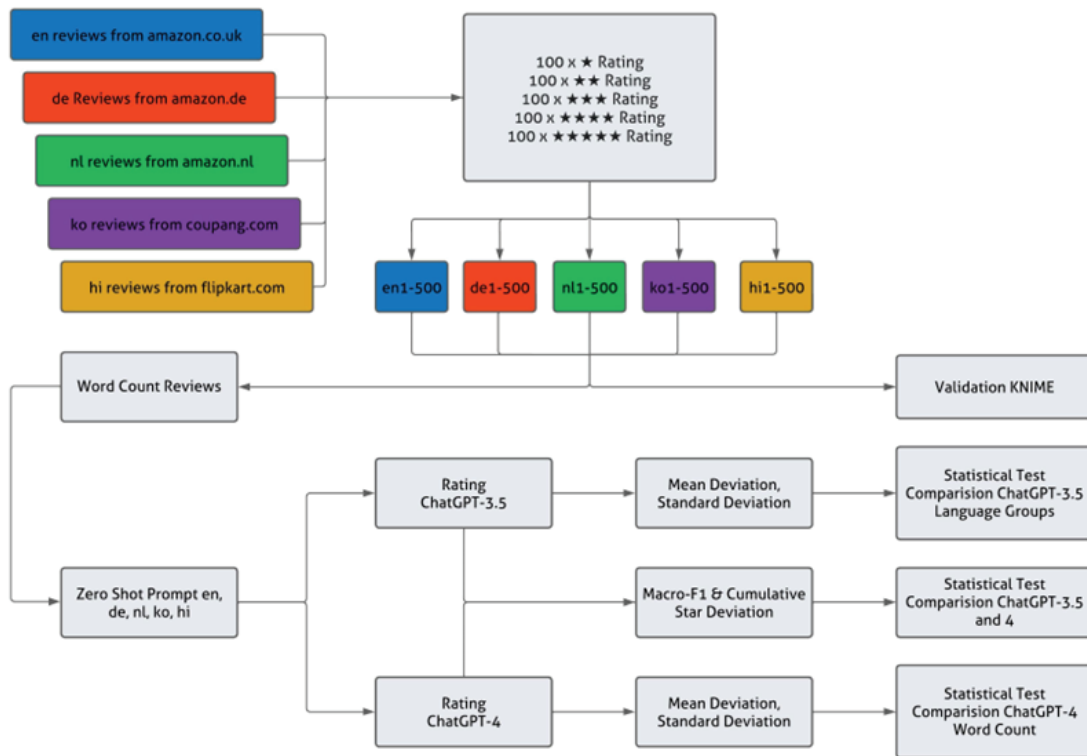 en reviews from amazon.co.uk
de Reviews from amazon.de
nl reviews from amazon.nl
ko reviews from coupang.com
hi reviews from flipkart.com
100 x ★ Rating
100 x ★★ Rating
100 x ★★★ Rating
100 x ★★★★ Rating
100 x ★★★★★ Rating
en1-500
de1-500
nl1-500
ko1-500
hi1-500
Word Count Reviews
Validation KNIME
Zero Shot Prompt en,
de, nl, ko, hi
Rating
ChatGPT-3.5
Mean Deviation,
Standard Deviation
Statistical Test
Comparision ChatGPT-3.5
Language Groups
Macro-F1 & Cumulative
Star Deviation
Statistical Test
Comparision ChatGPT-3.5
and 4
Rating
ChatGPT-4
Mean Deviation,
Standard Deviation
Statistical Test
Comparision ChatGPT-4
Word Count